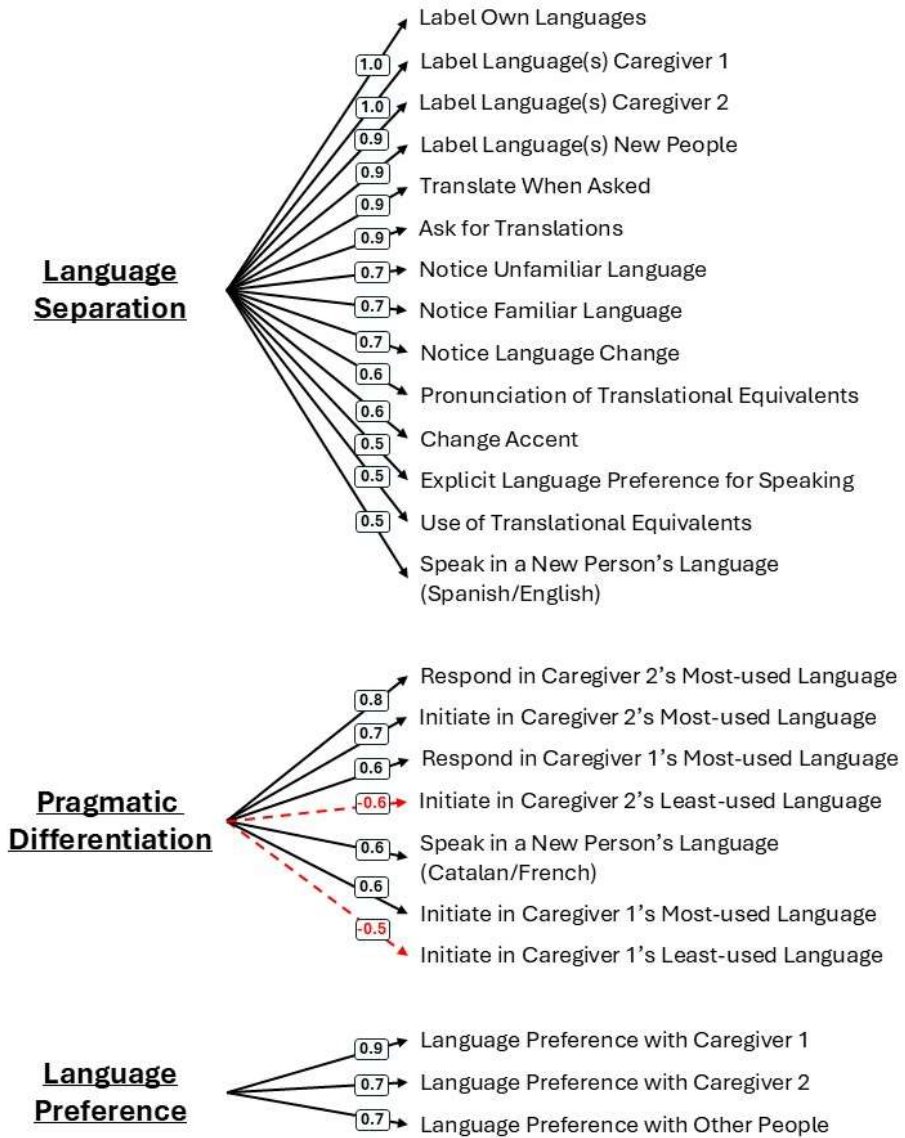 Label Own Languages
1.0
Label Language(s) Caregiver 1
1.0
Label Language(s) Caregiver 2
0.9
Label Language(s) New People
0.9
Translate When Asked
0.9
Ask for Translations
0.9
Language
Separation
Notice Unfamiliar Language
0.7
Notice Familiar Language
0.7
Notice Language Change
0.7
Pronunciation of Translational Equivalents
0.6
Change Accent
0.6
Explicit Language Preference for Speaking
0.5
Use of Translational Equivalents
0.5
Speak in a New Person's Language
(Spanish/English)
0.5
Respond in Caregiver 2's Most-used Language
0.8
Initiate in Caregiver 2's Most-used Language
0.7
Respond in Caregiver 1's Most-used Language
0.6
Pragmatic
Differentiation
Initiate in Caregiver 2's Least-used Language
-0.6
Speak in a New Person's Language
(Catalan/French)
0.6
Initiate in Caregiver 1's Most-used Language
0.6
Initiate in Caregiver 1's Least-used Language
-0.5
Language
Preference
Language Preference with Caregiver 1
0.9
Language Preference with Caregiver 2
0.7
Language Preference with Other People
0.7